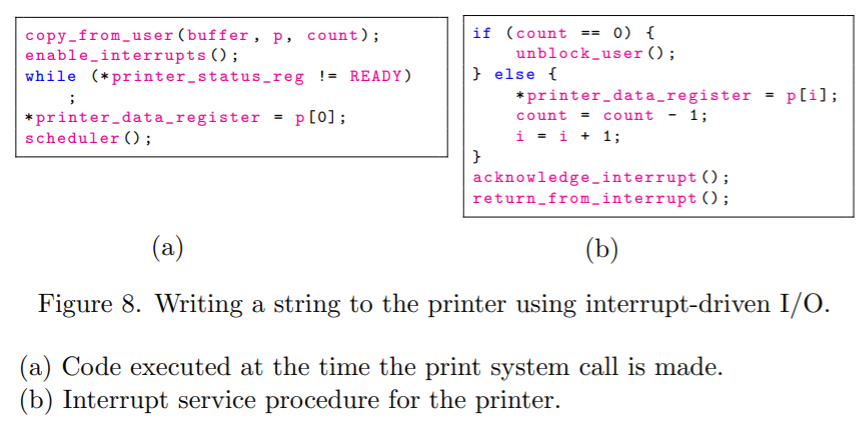 copy_from_user(buffer, p, count);
enable_interrupts();
while (*printer_status_reg != READY)
;
*printer_data_register = p[0];
scheduler();
if (count == 0) {
unblock_user();
} else {
*printer_data_register = p[i];
count = count - 1;
i = i + 1;
}
acknowledge_interrupt();
return_from_interrupt();
(a)
(b)
Figure 8. Writing a string to the printer using interrupt-driven I/O.
(a) Code executed at the time the print system call is made.
(b) Interrupt service procedure for the printer.